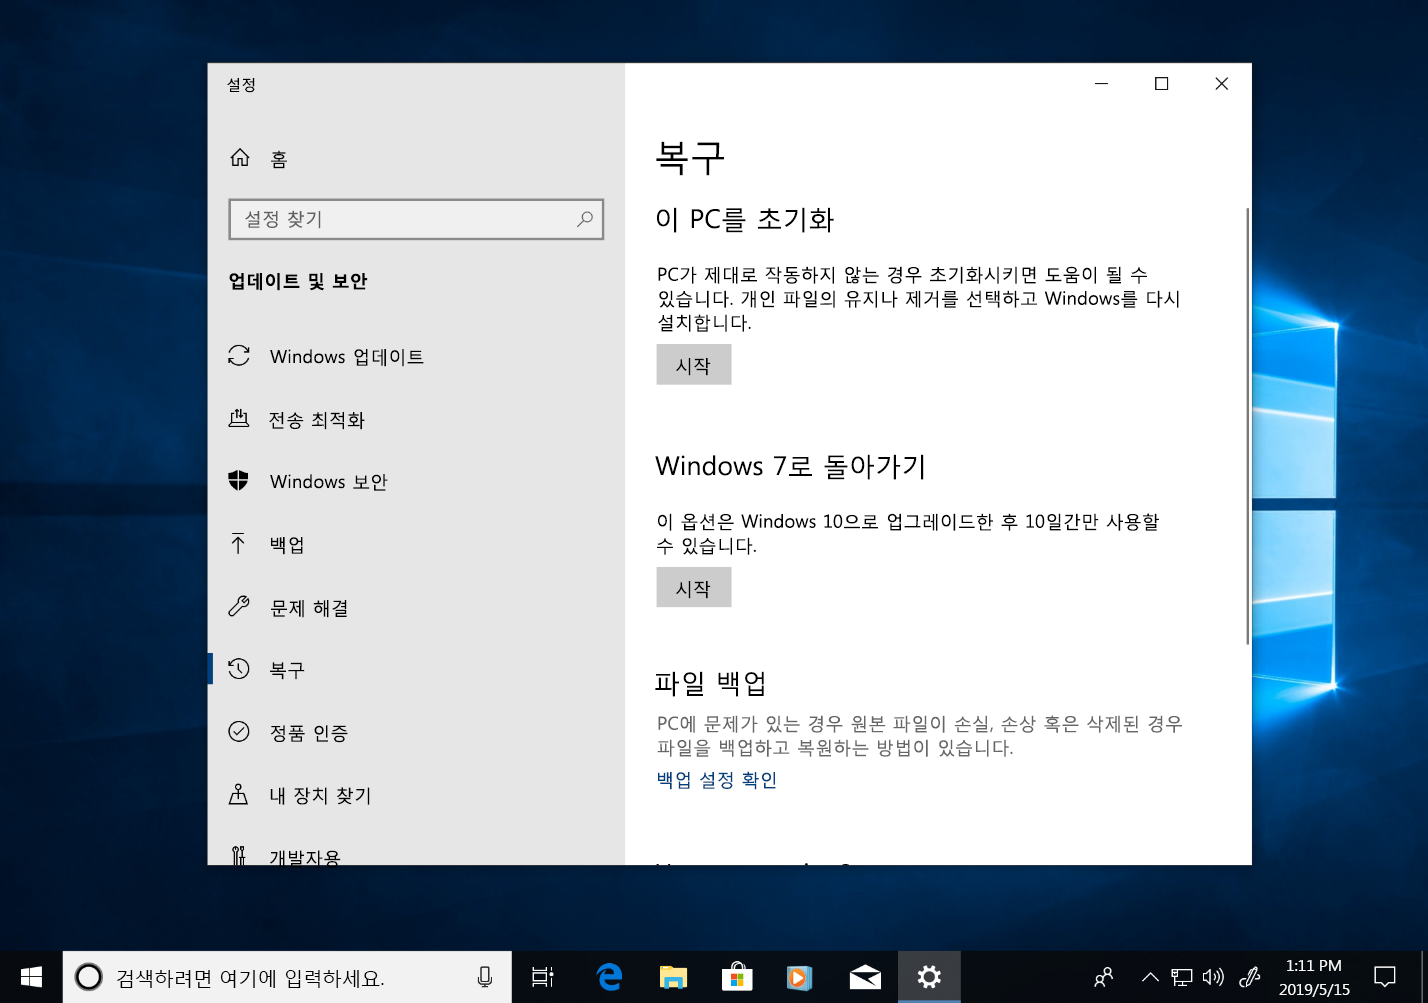 설정
홈
설정 찾기
업데이트 및 보안
Windows 업데이트
전송 최적화
Windows 보안
백업
문제 해결
복구
정품 인증
내 장치 찾기
개발자용
복구
이 PC를 초기화
PC가 제대로 작동하지 않는 경우 초기화시키면 도움이 될 수
있습니다. 개인 파일의 유지나 제거를 선택하고 Windows를 다시
설치합니다.
시작
Windows 7로 돌아가기
이 옵션은 Windows 10으로 업그레이드한 후 10일간만 사용할
수 있습니다.
시작
파일 백업
PC에 문제가 있는 경우 원본 파일이 손실, 손상 혹은 삭제된 경우
파일을 백업하고 복원하는 방법이 있습니다.
백업 설정 확인
검색하려면 여기에 입력하세요.
1:11 PM
2019/5/15